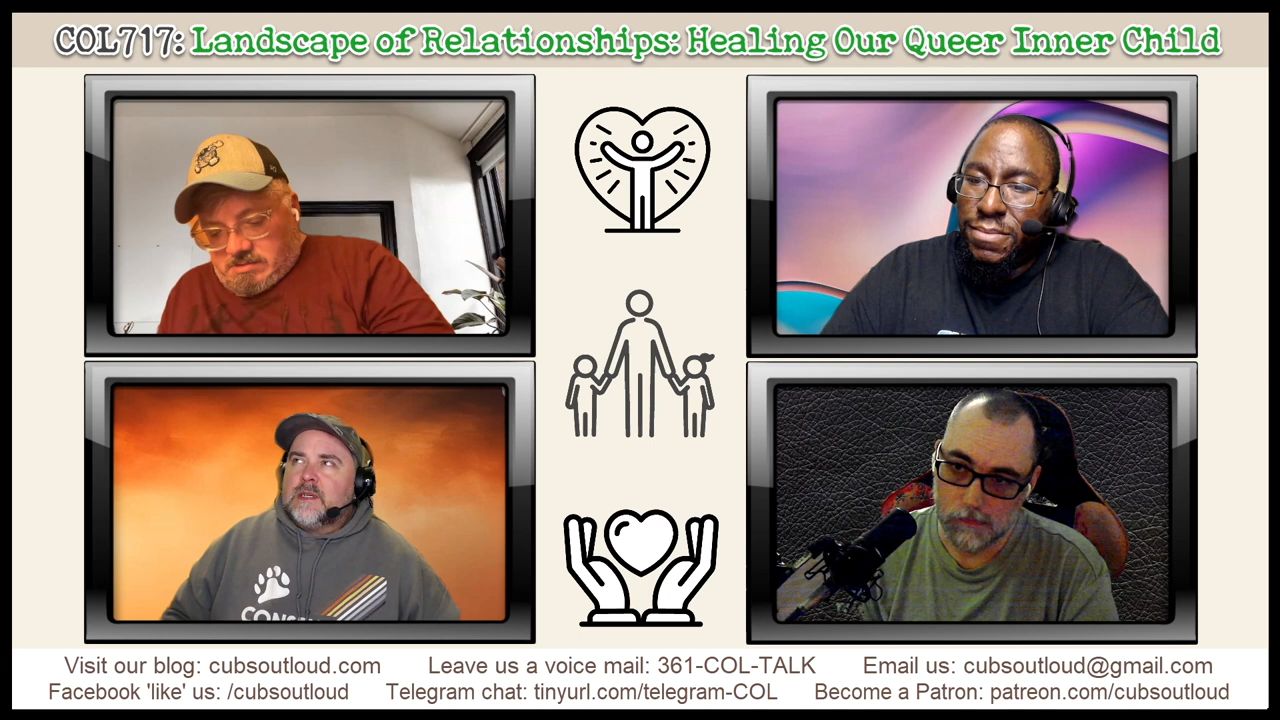 COL717: Landscape of Relationships: Healing Our Queer Inner Child
Visit our blog: cubsoutloud.com Leave us a voice mail: 361-COL-TALK Email us: cubsoutloud@gmail.com
Facebook 'like' us: /cubsoutloud Telegram chat: tinyurl.com/telegram-COL Become a Patron: patreon.com/cubsoutloud